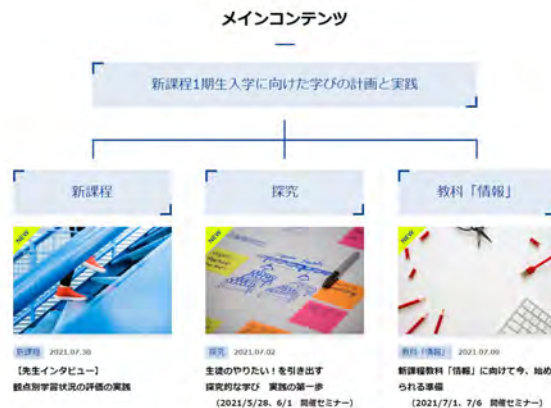 メインコンテンツ
新課程1期生入学に向けた学びの計画と実践
新課程
探究
教科「情報」
NEW
NEW
NEW
新課程 2021.07.30
【先生インタビュー】
観点別学習状況の評価の実践
探究 2021.07.02
生徒のやりたい！を引き出す
探究的な学び 実践の第一歩
（2021/5/28、6/1 開催セミナー）
教科「情報」 2021.07.09
新課程教科「情報」に向けて今、始め
られる準備
（2021/7/1、7/6 開催セミナー）